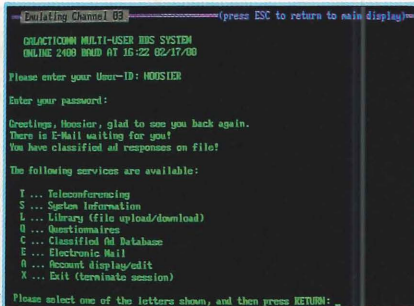 Emulating Channel 03 (press ESC to return to main display)
GALACTICOMM MULTI-USER BBS SYSTEM
ONLINE 2400 BAUD AT 16:22 02/17/88
Please enter your User-ID: HOOSIER
Enter your password:
Greetings, Hoosier, glad to see you back again.
There is E-Mail waiting for you!
You have classified ad responses on file!
The following services are available:
T ... Teleconferencing
S ... System Information
L ... Library (file upload/download)
Q ... Questionnaires
C ... Classified Ad Database
E ... Electronic Mail
A ... Account display/edit
X ... Exit (terminate session)
Please select one of the letters shown, and then press RETURN: _